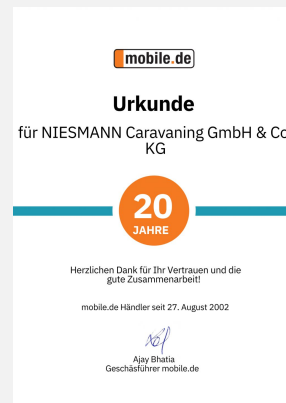 mobile.de
Urkunde
für NIESMANN Caravaning GmbH & Co
KG
20
JAHRE
Herzlichen Dank für Ihr Vertrauen und die
gute Zusammenarbeit!
mobile.de Händler seit 27. August 2002
Ajay Bhatia
Geschäsführer mobile.de